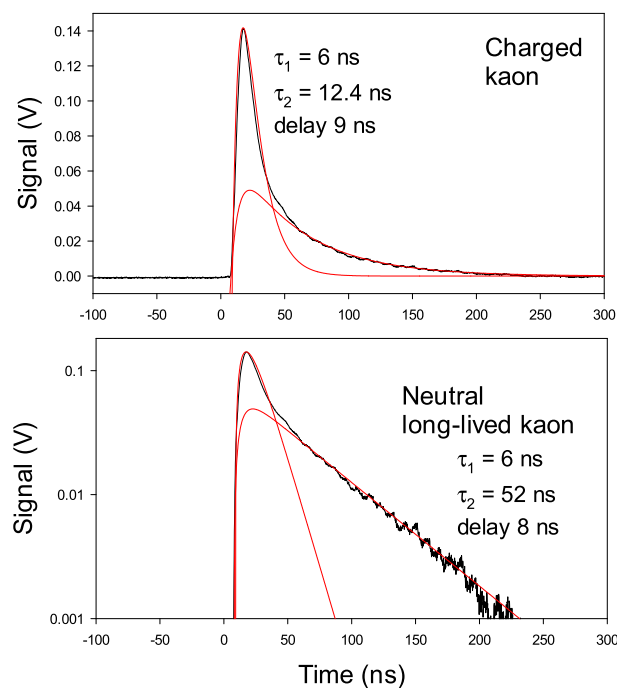 0.14
0.12
0.10
0.08
0.06
0.04
0.02
0.00
Signal (V)
τ1 = 6 ns
τ2 = 12.4 ns
delay 9 ns
Charged
kaon
-100 -50 0 50 100 150 200 250 300
0.1
0.01
0.001
Signal (V)
Neutral
long-lived kaon
τ1 = 6 ns
τ2 = 52 ns
delay 8 ns
-100 -50 0 50 100 150 200 250 300
Time (ns)